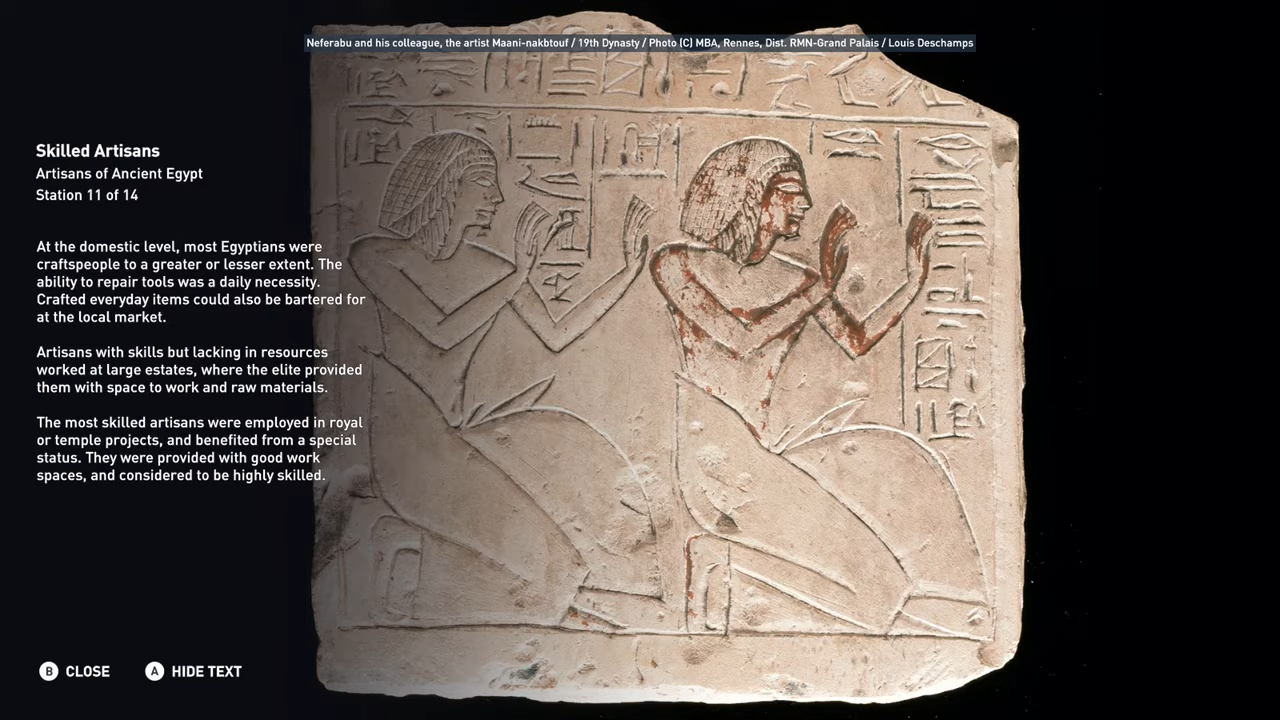 Neferabu and his colleague, the artist Maani-nakbtouf / 19th Dynasty / Photo (C) MBA, Rennes, Dist. RMN-Grand Palais / Louis Deschamps
Skilled Artisans
Artisans of Ancient Egypt
Station 11 of 14
At the domestic level, most Egyptians were
craftspeople to a greater or lesser extent. The
ability to repair tools was a daily necessity.
Crafted everyday items could also be bartered for
at the local market.
Artisans with skills but lacking in resources
worked at large estates, where the elite provided
them with space to work and raw materials.
The most skilled artisans were employed in royal
or temple projects, and benefited from a special
status. They were provided with good work
spaces, and considered to be highly skilled.
B CLOSE A HIDE TEXT